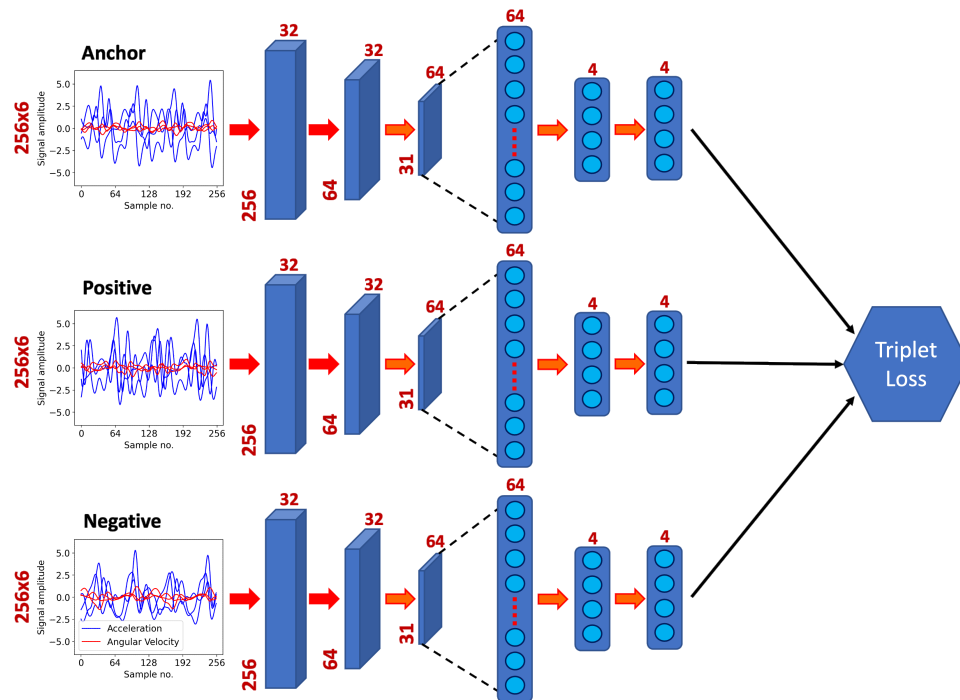 Anchor
256x6
Signal amplitude
5.0
2.5
0.0
−2.5
−5.0
0 64 128 192 256
Sample no.
32
256
32
64
64
31
64
4
4
Positive
256x6
Signal amplitude
5.0
2.5
0.0
−2.5
−5.0
0 64 128 192 256
Sample no.
32
256
32
64
64
31
64
4
4
Triplet
Loss
Negative
256x6
Signal amplitude
5.0
2.5
0.0
−2.5
−5.0
Acceleration
Angular Velocity
0 64 128 192 256
Sample no.
32
256
32
64
64
31
64
4
4